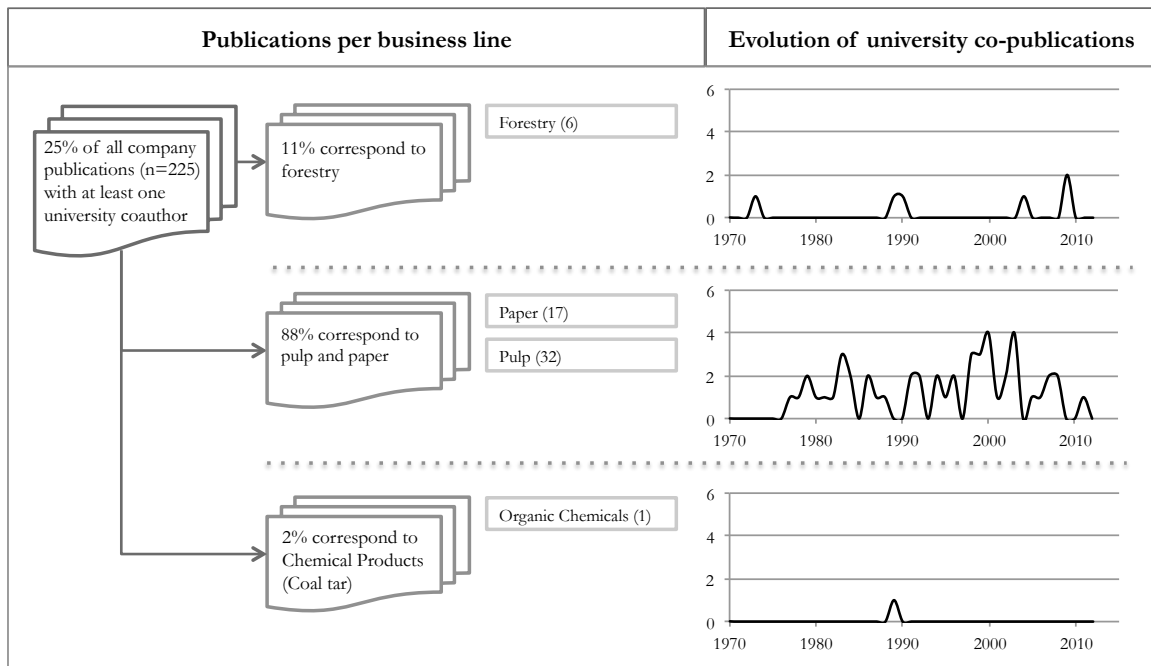 Publications per business line
Evolution of university co-publications
25% of all company
publications (n=225)
with at least one
university coauthor
11% correspond to
forestry
Forestry (6)
6
4
2
0
1970 1980 1990 2000 2010
88% correspond to
pulp and paper
Paper (17)
Pulp (32)
6
4
2
0
1970 1980 1990 2000 2010
2% correspond to
Chemical Products
(Coal tar)
Organic Chemicals (1)
6
4
2
0
1970 1980 1990 2000 2010